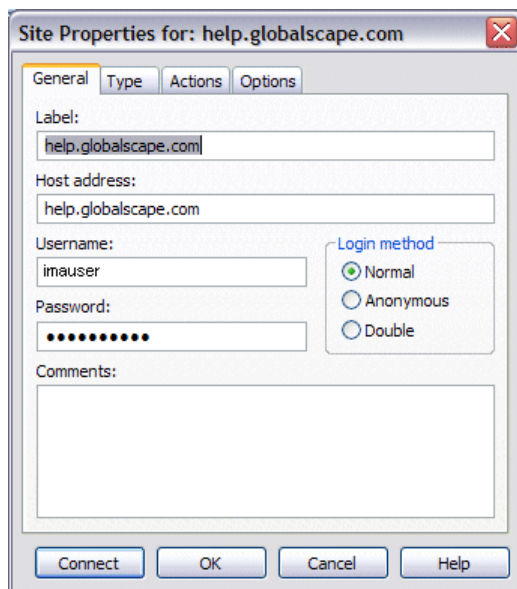 Site Properties for: help.globalscape.com
General Type Actions Options
Label:
help.globalscape.com
Host address:
help.globalscape.com
Username:
imauser
Login method
Normal
Anonymous
Double
Password:
••••••••••
Comments:
Connect OK Cancel Help